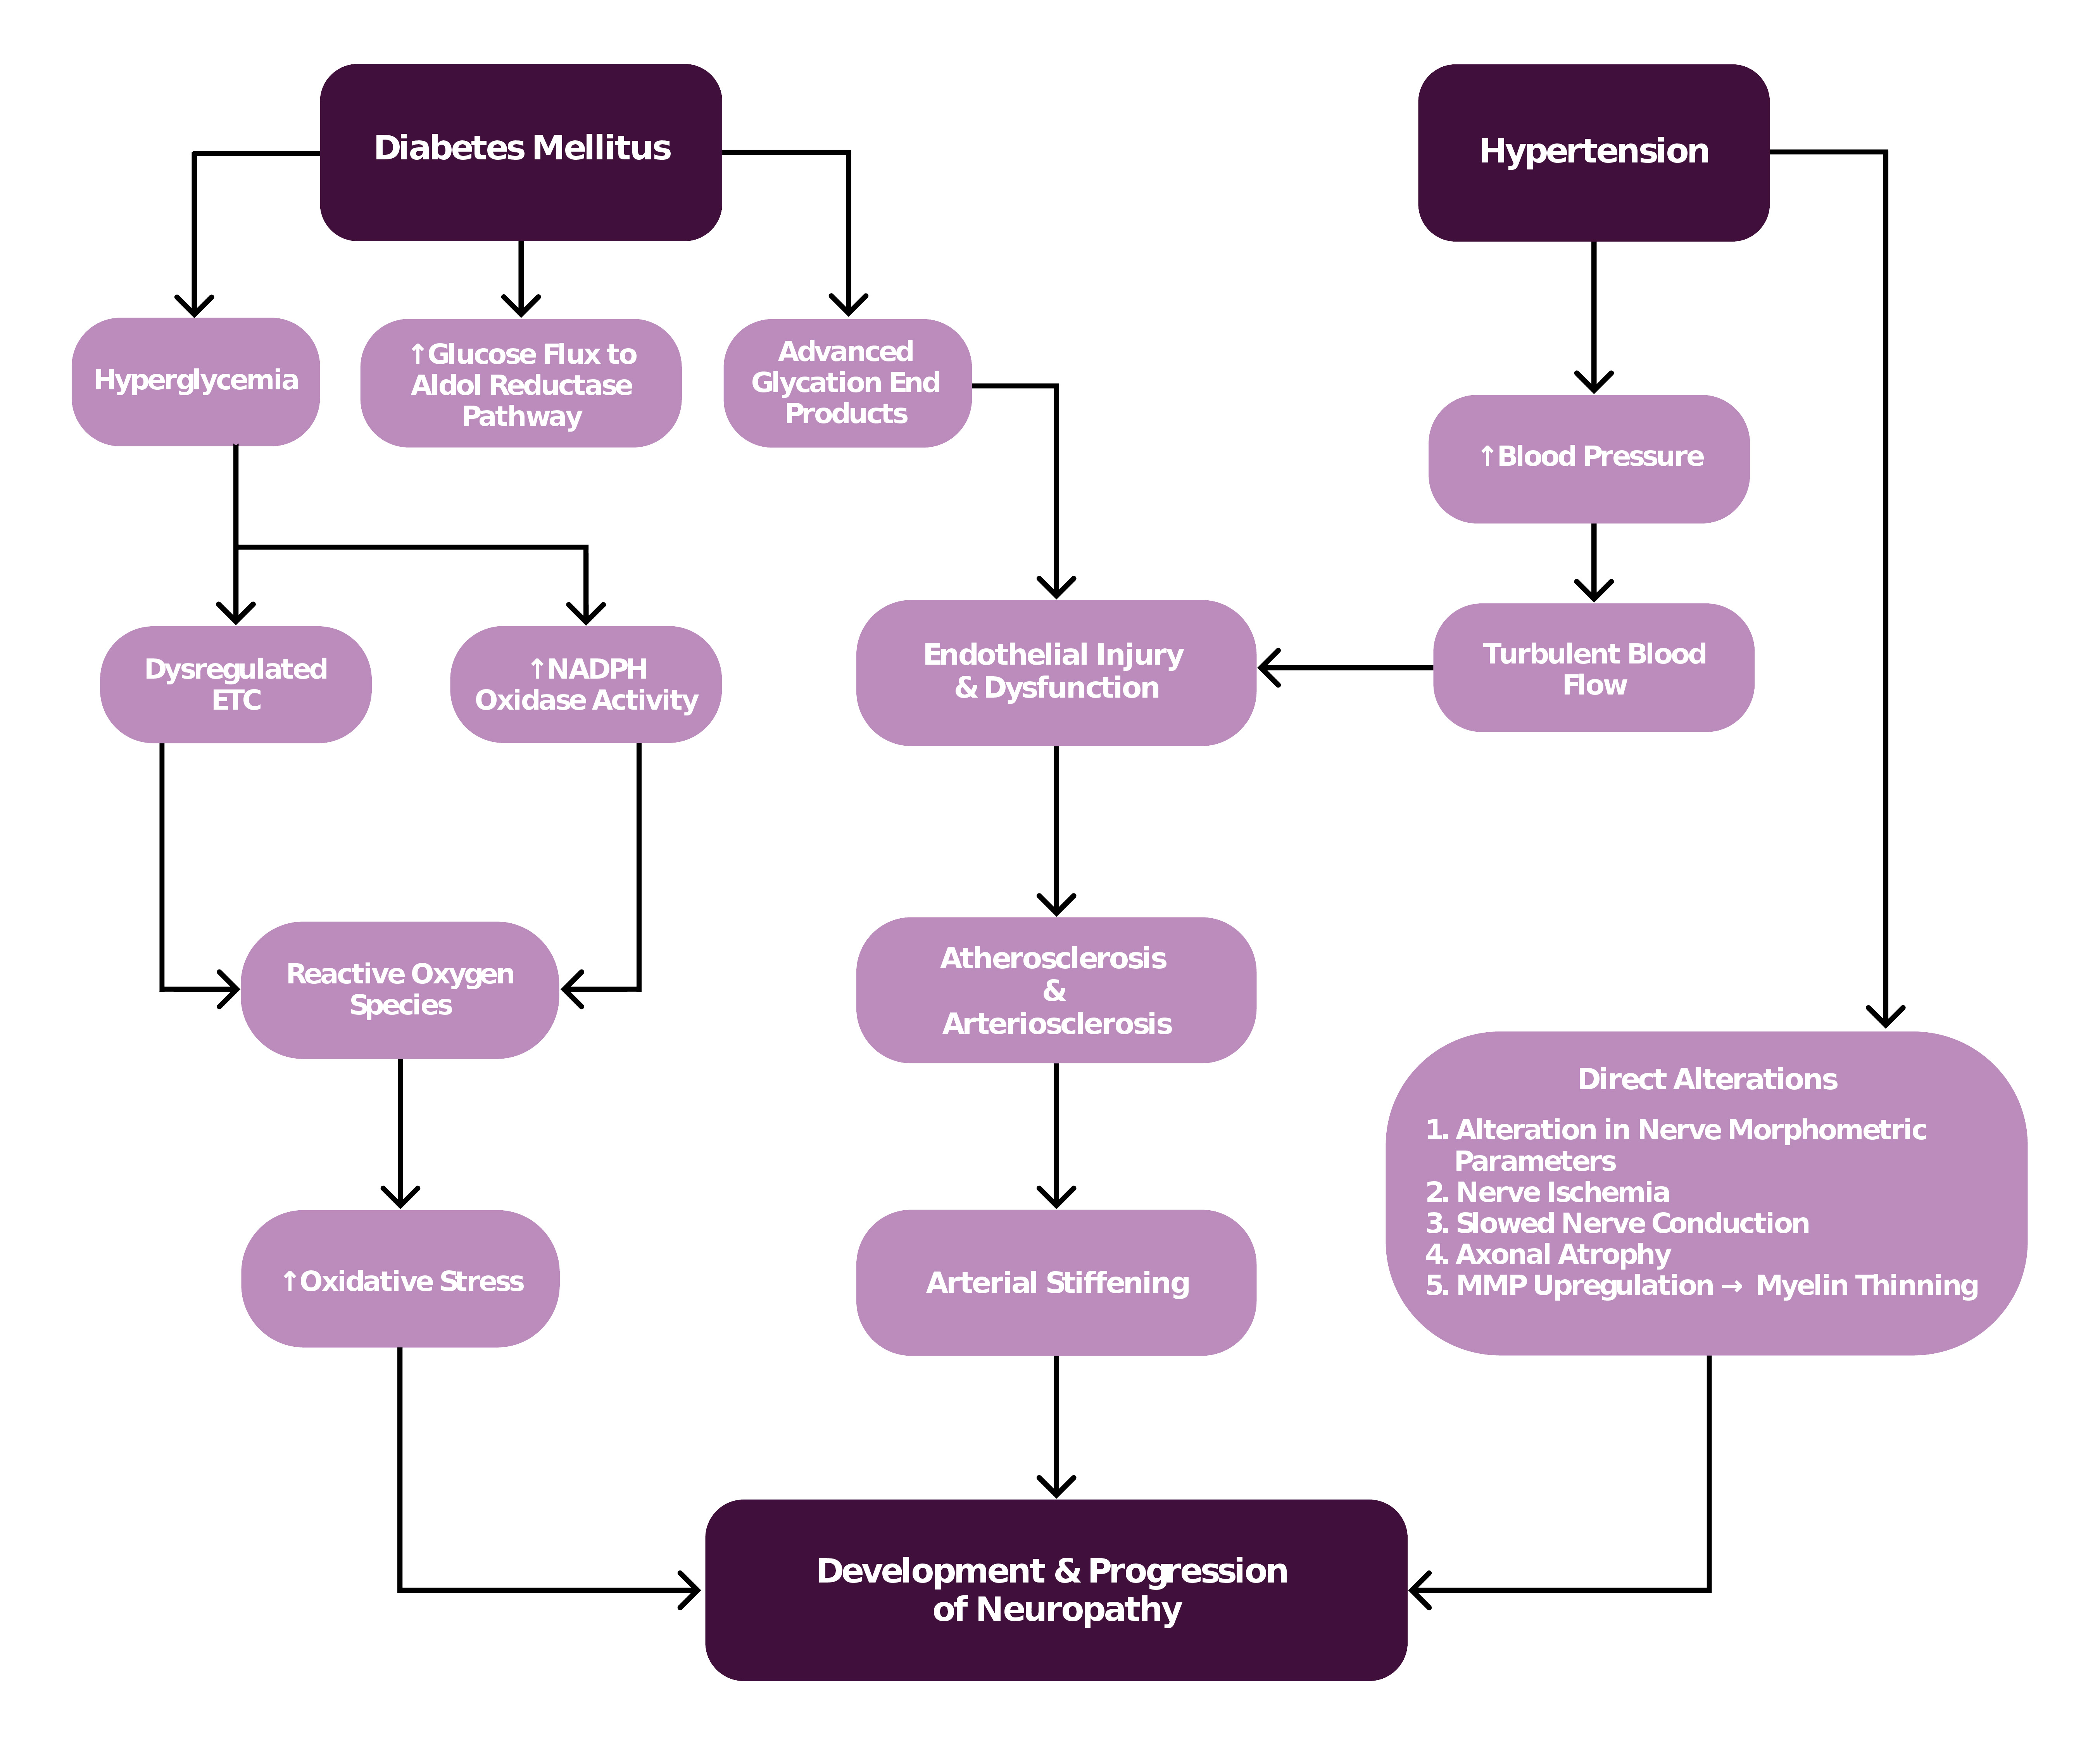 Diabetes Mellitus
Hypertension
Hyperglycemia
↑Glucose Flux to
Aldol Reductase
Pathway
Advanced
Glycation End
Products
↑Blood Pressure
Dysregulated
ETC
↑NADPH
Oxidase Activity
Endothelial Injury
& Dysfunction
Turbulent Blood
Flow
Reactive Oxygen
Species
Atherosclerosis
&
Arteriosclerosis
Direct Alterations
1. Alteration in Nerve Morphometric
Parameters
2. Nerve Ischemia
3. Slowed Nerve Conduction
4. Axonal Atrophy
5. MMP Upregulation → Myelin Thinning
↑Oxidative Stress
Arterial Stiffening
Development & Progression
of Neuropathy